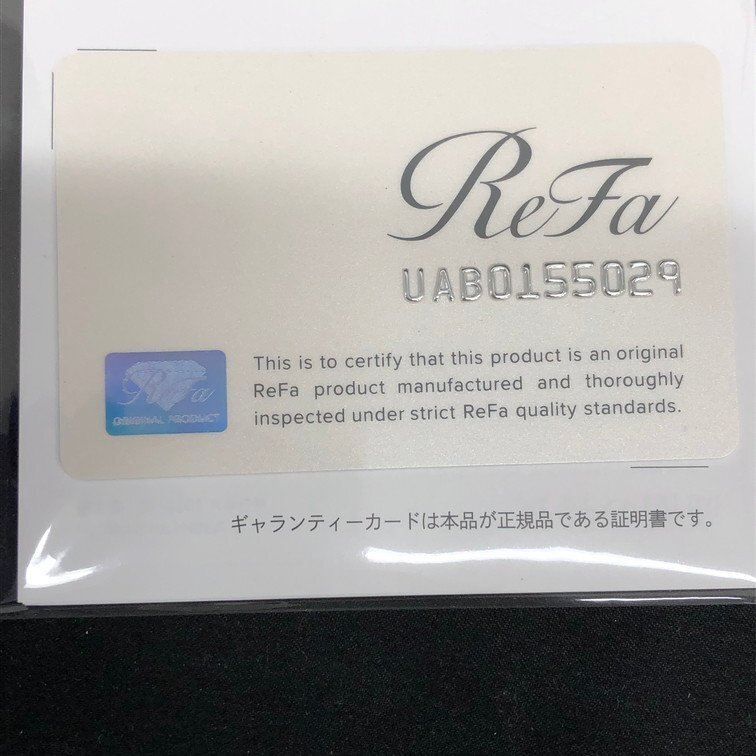 ReFa
UAB0155029
This is to certify that this product is an original
ReFa product manufactured and thoroughly
inspected under strict ReFa quality standards.
ReFa
ORIGINAL PRODUCT
ギャランティーカードは本品が正規品である証明書です。